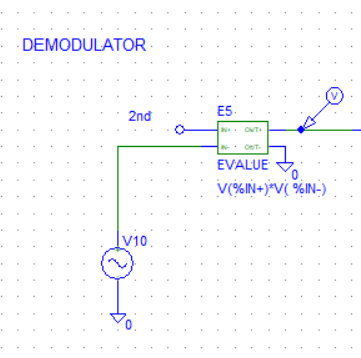 DEMODULATOR
2nd
E5
IN+ OUT+
IN- OUT-
EVALUE
0
V(%IN+)*V( %IN-)
V
V10
0